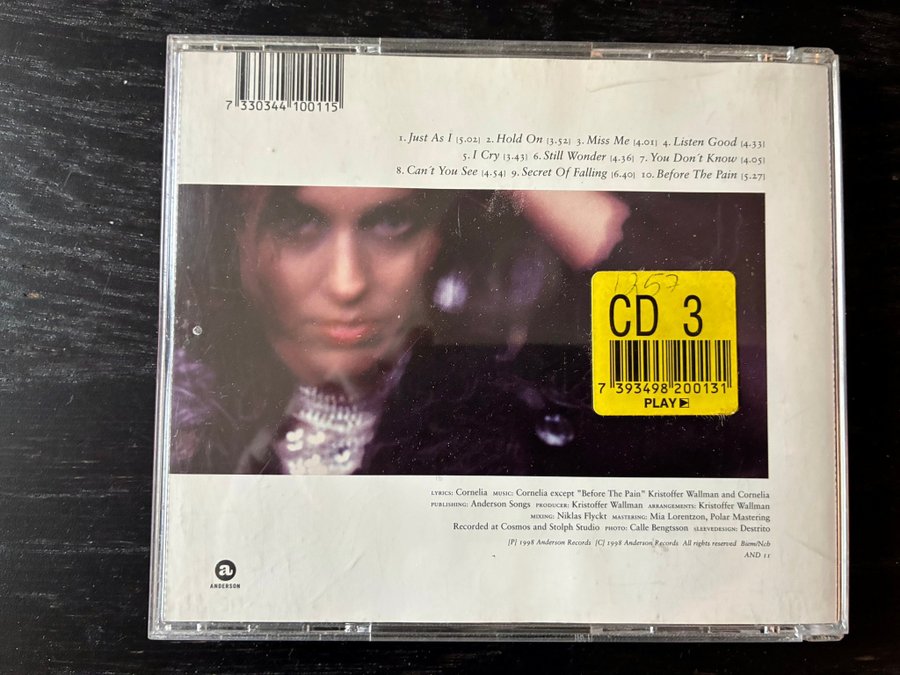 7 330344 100115
1. Just As I [5.02] 2. Hold On [3.52] 3. Miss Me [4.01] 4. Listen Good [4.33]
5. I Cry [3.43] 6. Still Wonder [4.36] 7. You Don´t Know [4.05]
8. Can´t You See [4.54] 9. Secret Of Falling [6.40] 10. Before The Pain [5.27]
1257
CD 3
7 393498 200131
PLAY
LYRICS: Cornelia MUSIC: Cornelia except "Before The Pain" Kristoffer Wallman and Cornelia
PUBLISHING: Anderson Songs PRODUCER: Kristoffer Wallman ARRANGEMENTS: Kristoffer Wallman
MIXING: Niklas Flyckt MASTERING: Mia Lorentzon, Polar Mastering
Recorded at Cosmos and Stolph Studio PHOTO: Calle Bengtsson SLEEVEDESIGN: Destrito
[P] 1998 Anderson Records [C] 1998 Anderson Records All rights reserved Biem/Ncb
AND 11
a
ANDERSON